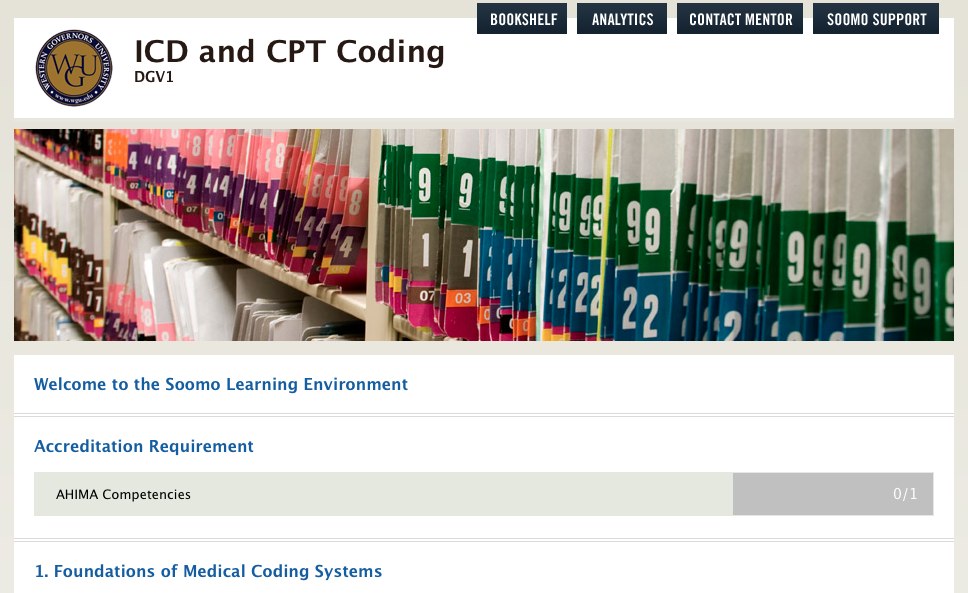 BOOKSHELF
ANALYTICS
CONTACT MENTOR
SOOMO SUPPORT
WESTERN GOVERNORS UNIVERSITY
WGU
www.wgu.edu
ICD and CPT Coding
DGV1
Welcome to the Soomo Learning Environment
Accreditation Requirement
AHIMA Competencies 0/1
1. Foundations of Medical Coding Systems